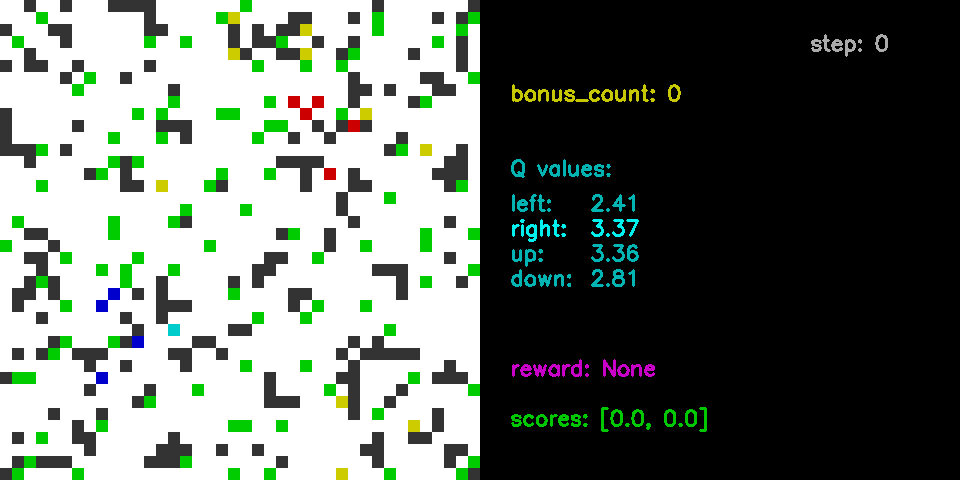 step: 0
bonus_count: 0
Q values:
left: 2.41
right: 3.37
up: 3.36
down: 2.81
reward: None
scores: [0.0, 0.0]